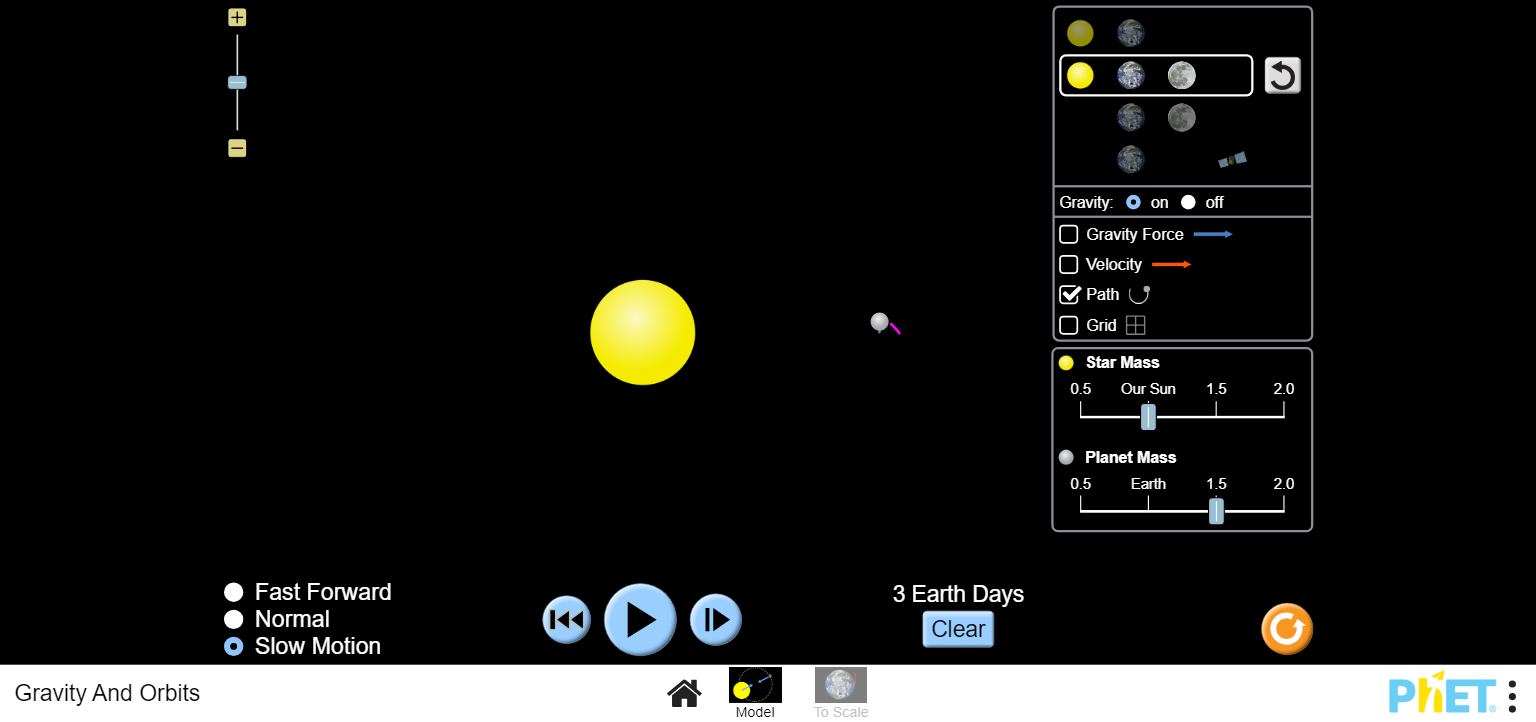 Gravity: on off
Gravity Force
Velocity
Path
Grid
Star Mass
0.5 Our Sun 1.5 2.0
Planet Mass
0.5 Earth 1.5 2.0
Fast Forward
Normal
Slow Motion
3 Earth Days
Clear
Gravity And Orbits
Model
To Scale
PhET